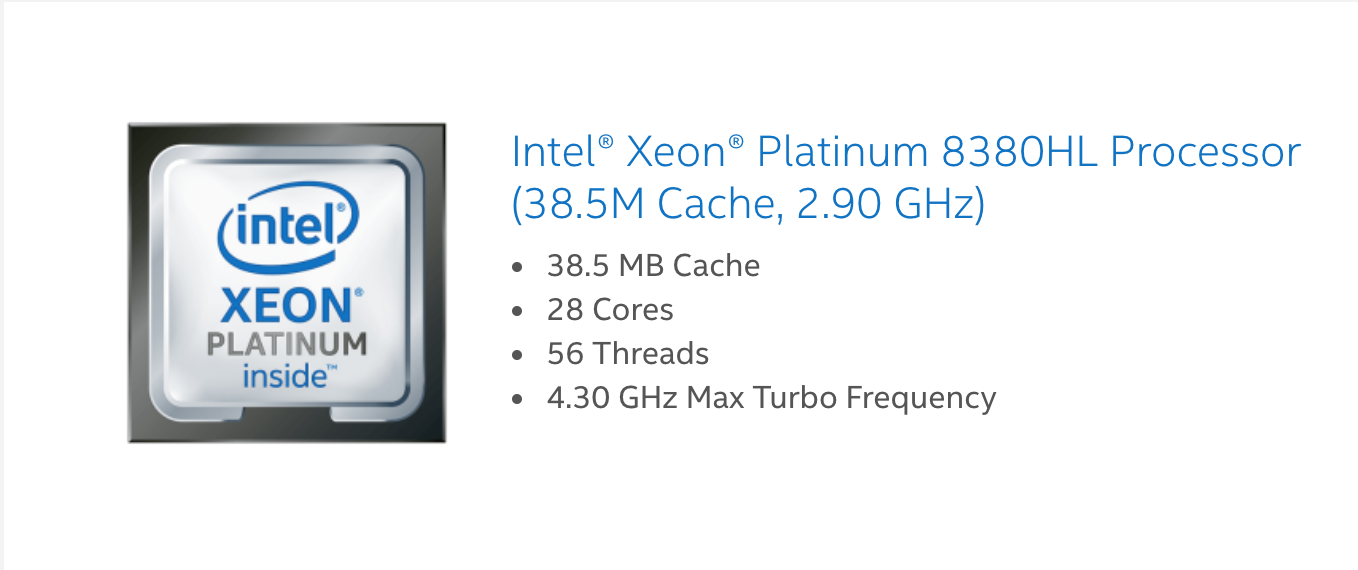 intel®
XEON®
PLATINUM
inside™
Intel® Xeon® Platinum 8380HL Processor
(38.5M Cache, 2.90 GHz)
• 38.5 MB Cache
• 28 Cores
• 56 Threads
• 4.30 GHz Max Turbo Frequency